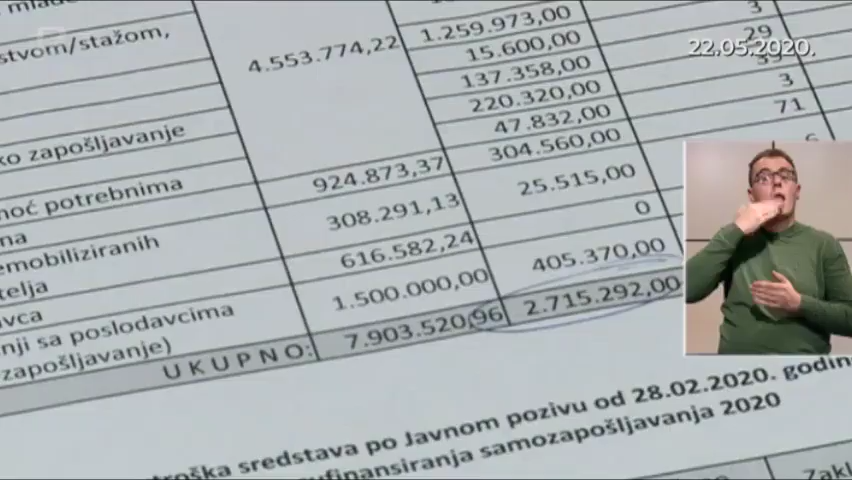 1.259.973,00 3
22.05.2020.
stvom/stažom, 4.553.774,22 15.600,00 29
137.358,00 39
220.320,00 3
47.832,00 71
ko zapošljavanje 304.560,00
moć potrebnima 924.873,37 25.515,00
na 308.291,13 0
emobiliziranih
telja 616.582,24 405.370,00
vca 1.500.000,00 2.715.292,00
nji sa poslodavcima
zapošljavanje) UKUPNO: 7.903.520,96
troška sredstava po Javnom pozivu od 28.02.2020. godin
ufinansiranja samozapošljavanja 2020